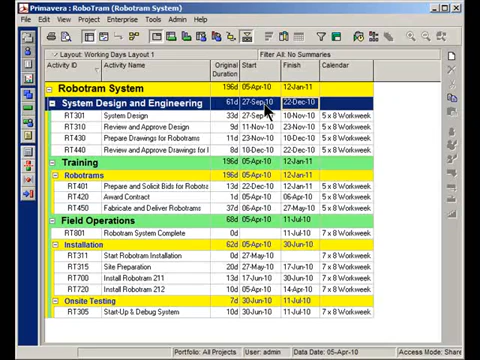 Primavera: RoboTram (Robotram System)
File Edit View Project Enterprise Tools Admin Help
Layout: Working Days Layout 1 Filter All: No Summaries
Activity ID Activity Name Original Duration Start Finish Calendar
Robotram System 196d 05-Apr-10 12-Jan-11
System Design and Engineering 61d 27-Sep-10 22-Dec-10
RT301 System Design 33d 27-Sep-10 10-Nov-10 5 x 8 Workweek
RT310 Review and Approve Design 9d 11-Nov-10 23-Nov-10 5 x 8 Workweek
RT430 Prepare Drawings for Robotrams 11d 23-Nov-10 10-Dec-10 5 x 8 Workweek
RT440 Review and Approve Drawings for 8d 10-Dec-10 22-Dec-10 5 x 8 Workweek
Training 196d 05-Apr-10 12-Jan-11
Robotrams 196d 05-Apr-10 12-Jan-11
RT401 Prepare and Solicit Bids for Robotra 13d 22-Dec-10 12-Jan-11 5 x 8 Workweek
RT420 Award Contract 1d 05-Apr-10 06-Apr-10 5 x 8 Workweek
RT450 Fabricate and Deliver Robotrams 37d 06-Apr-10 27-May-10 5 x 8 Workweek
Field Operations 68d 05-Apr-10 11-Jul-10
RT801 Robotram System Complete 0d 11-Jul-10 7 x 8 Workweek
Installation 62d 05-Apr-10 30-Jun-10
RT311 Start Robotram Installation 0d 27-May-10 5 x 8 Workweek
RT315 Site Preparation 20d 27-May-10 17-Jun-10 7 x 8 Workweek
RT700 Install Robotram 211 13d 17-Jun-10 30-Jun-10 7 x 8 Workweek
RT710 Install Robotram 212 10d 05-Apr-10 15-Apr-10 7 x 8 Workweek
Onsite Testing 7d 30-Jun-10 11-Jul-10
RT305 Start-Up & Debug System 10d 30-Jun-10 11-Jul-10 7 x 8 Workweek
Portfolio: All Projects User: admin Data Date: 05-Apr-10 Access Mode: Share